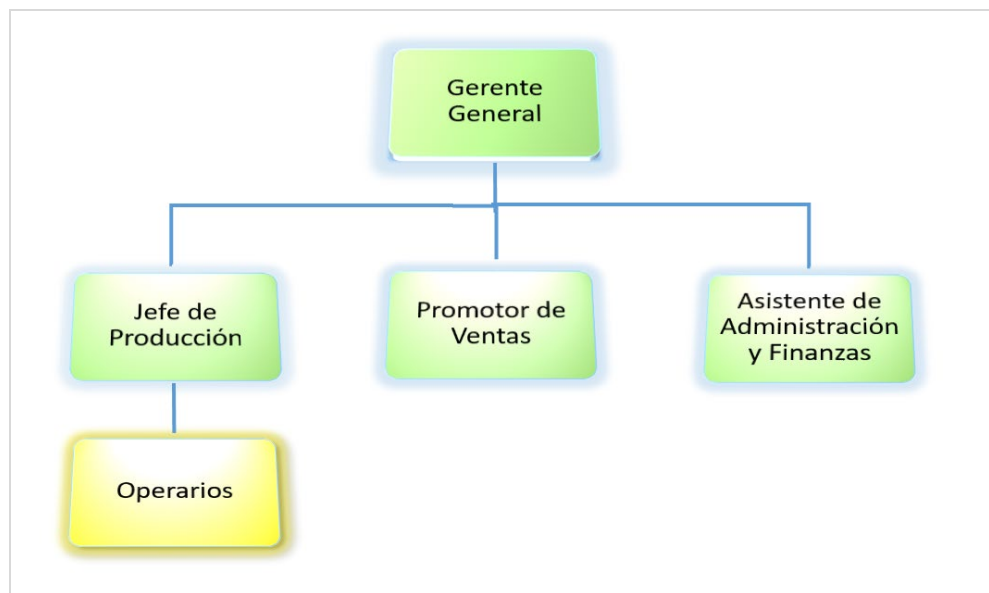 Gerente
General
Jefe de
Producción
Promotor de
Ventas
Asistente de
Administración
y Finanzas
Operarios